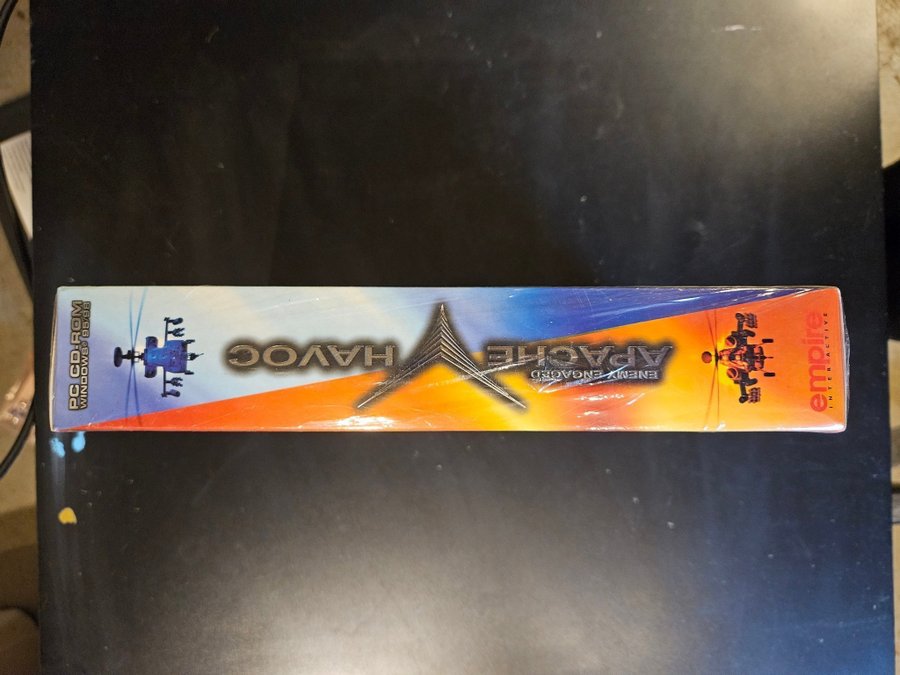 PC CD-ROM
WINDOWS® 95/98
ENEMY ENGAGED
APACHE HAVOC
empire
INTERACTIVE